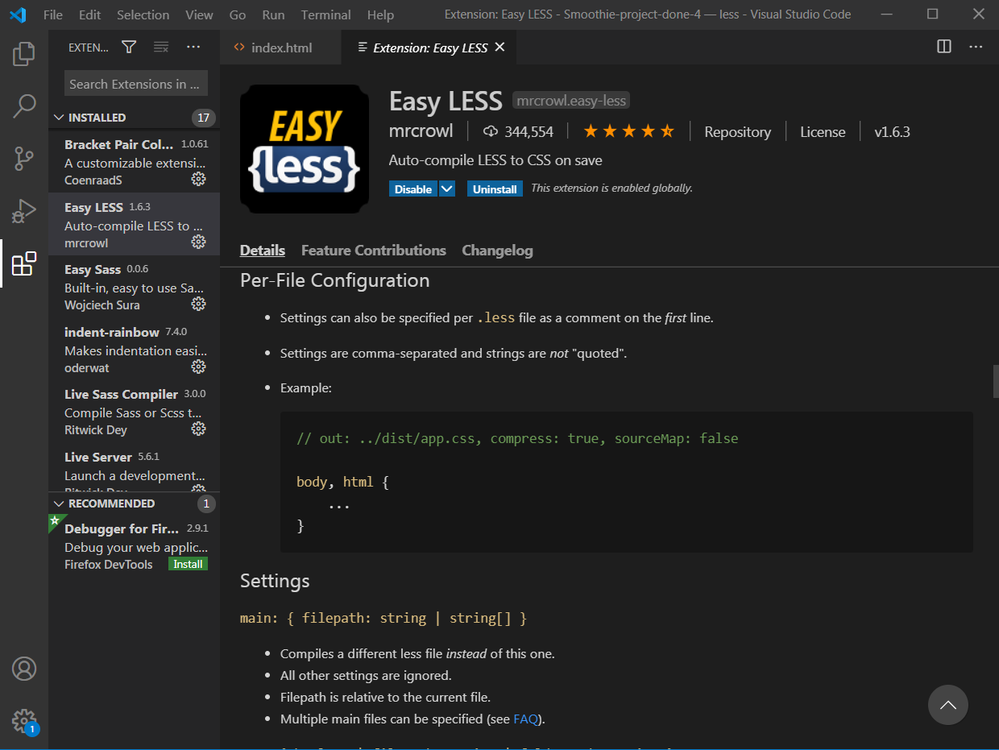 File Edit Selection View Go Run Terminal Help
Extension: Easy LESS - Smoothie-project-done-4 — less - Visual Studio Code
EXTEN...
index.html
Extension: Easy LESS
Search Extensions in ...
INSTALLED 17
Bracket Pair Col... 1.0.61
A customizable extensi...
CoenraadS
Easy LESS 1.6.3
Auto-compile LESS to ...
mrcrowl
Easy Sass 0.0.6
Built-in, easy to use Sa...
Wojciech Sura
indent-rainbow 7.4.0
Makes indentation easi...
oderwat
Live Sass Compiler 3.0.0
Compile Sass or Scss t...
Ritwick Dey
Live Server 5.6.1
Launch a development...
Ritwick Dey
RECOMMENDED 1
Debugger for Fir... 2.9.1
Debug your web applic...
Firefox DevTools Install
1
EASY
{less}
Easy LESS mrcrowl.easy-less
mrcrowl 344,554 Repository License v1.6.3
Auto-compile LESS to CSS on save
Disable Uninstall This extension is enabled globally.
Details Feature Contributions Changelog
Per-File Configuration
• Settings can also be specified per .less file as a comment on the first line.
• Settings are comma-separated and strings are not "quoted".
• Example:
// out: ../dist/app.css, compress: true, sourceMap: false
body, html {
...
}
Settings
main: { filepath: string | string[] }
• Compiles a different less file instead of this one.
• All other settings are ignored.
• Filepath is relative to the current file.
• Multiple main files can be specified (see FAQ).